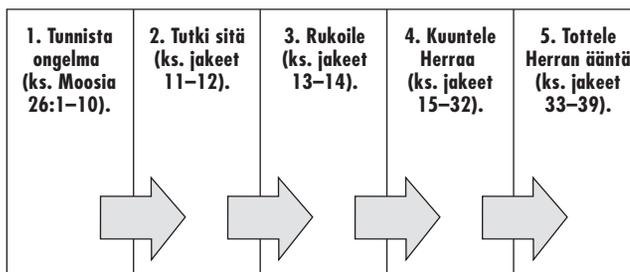 1. Tunnista
ongelma
(ks. Moosia
26:1–10).
2. Tutki sitä
(ks. jakeet
11–12).
3. Rukoile
(ks. jakeet
13–14).
4. Kuuntele
Herraa
(ks. jakeet
15–32).
5. Tottele
Herran ääntä
(ks. jakeet
33–39).